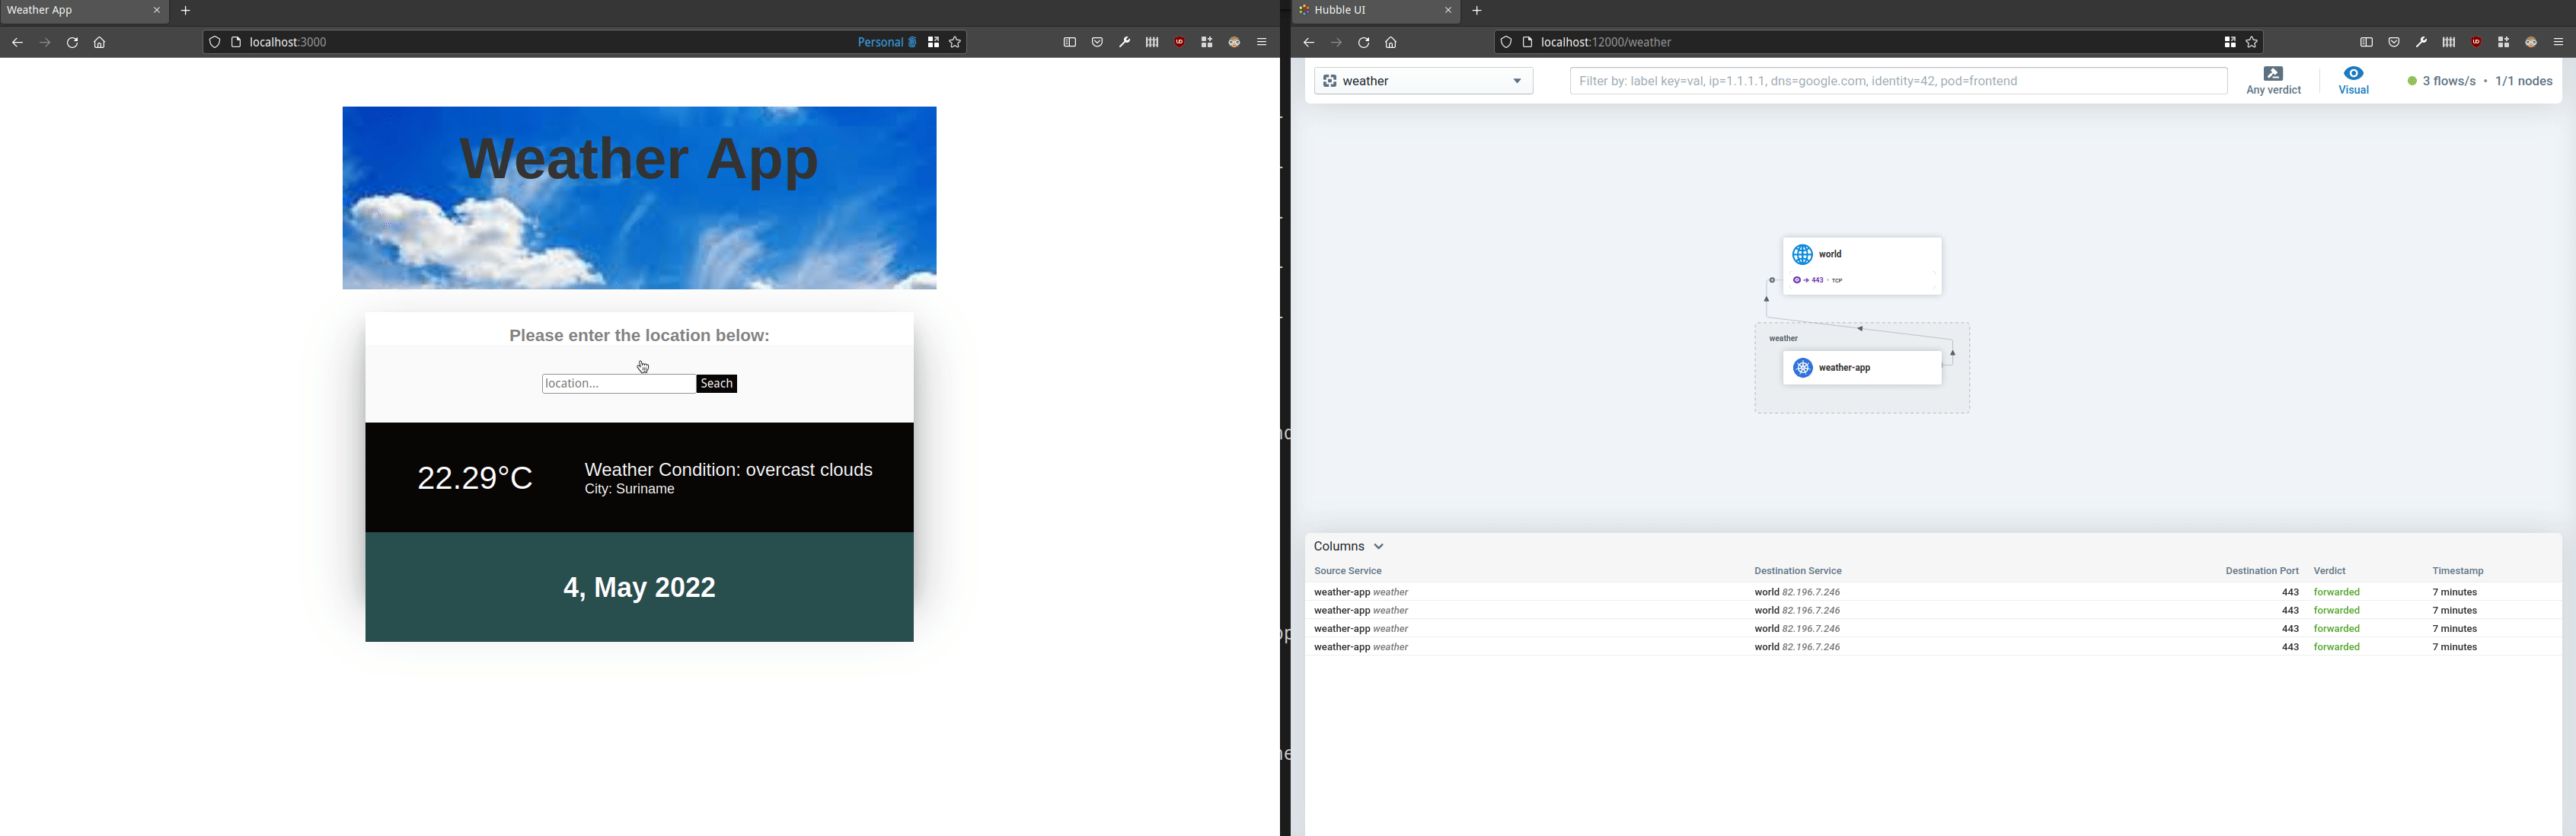 Weather App
localhost:3000
Personal
Weather App
Please enter the location below:
location...
Seach
22.29°C
Weather Condition: overcast clouds
City: Suriname
4, May 2022
Hubble UI
localhost:12000/weather
weather
Filter by: label key=val, ip=1.1.1.1, dns=google.com, identity=42, pod=frontend
Any verdict
Visual
3 flows/s • 1/1 nodes
world
443 • TCP
weather
weather-app
Columns
Source Service Destination Service Destination Port Verdict Timestamp
weather-app weather world 82.196.7.246 443 forwarded 7 minutes
weather-app weather world 82.196.7.246 443 forwarded 7 minutes
weather-app weather world 82.196.7.246 443 forwarded 7 minutes
weather-app weather world 82.196.7.246 443 forwarded 7 minutes